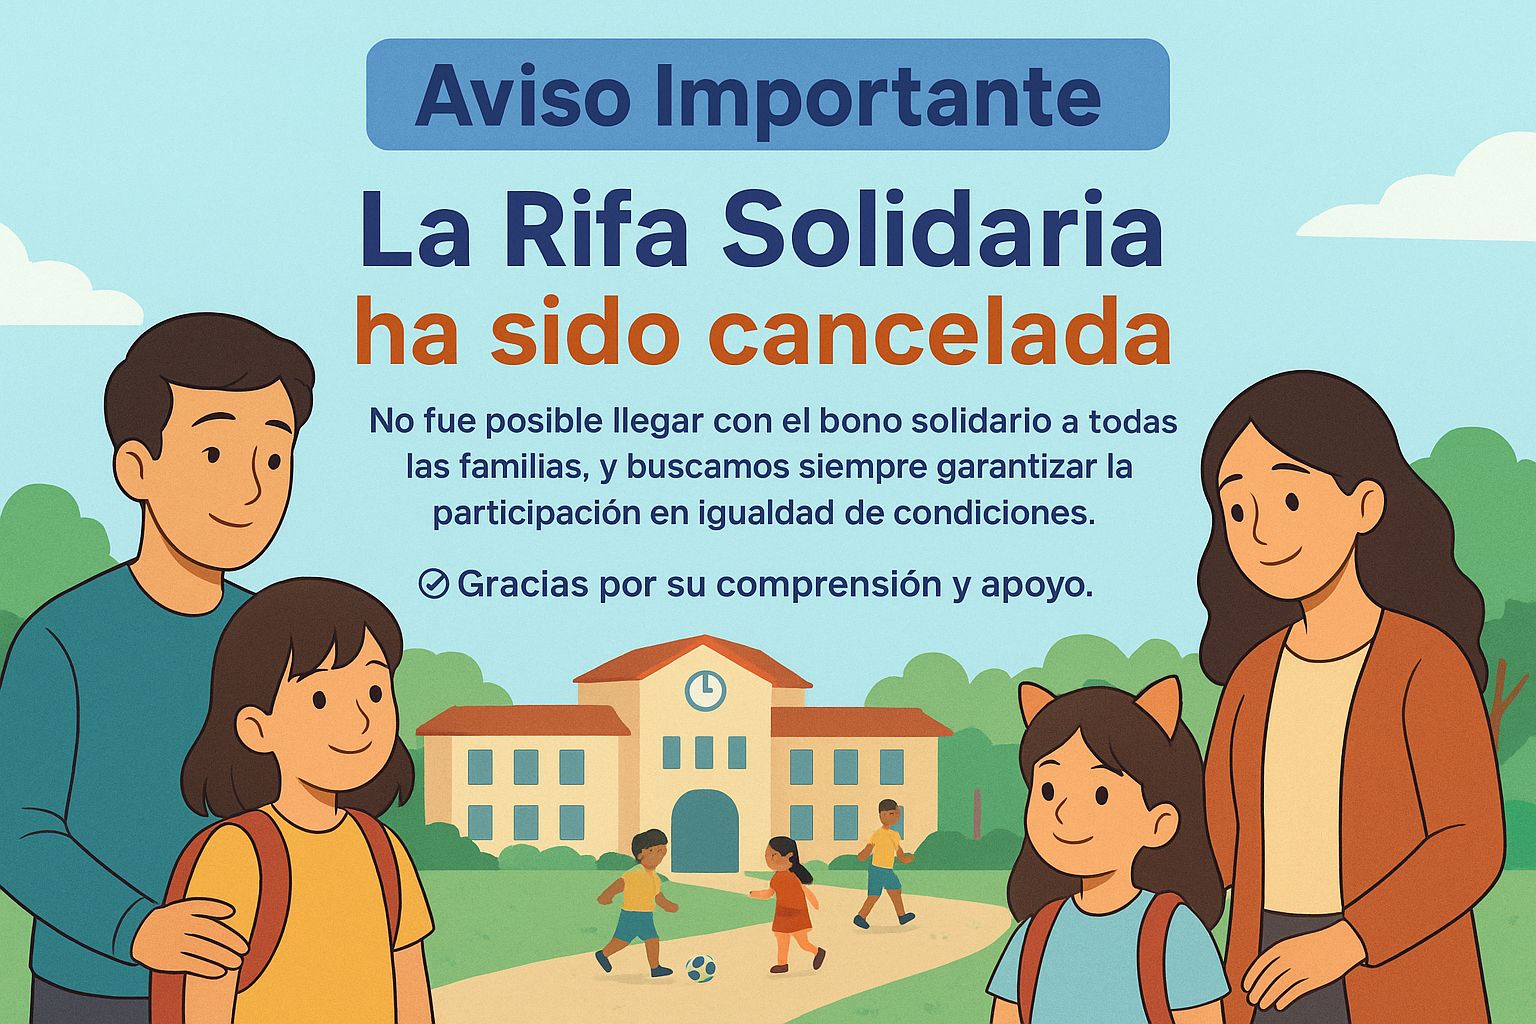 Aviso Importante
La Rifa Solidaria
ha sido cancelada
No fue posible llegar con el bono solidario a todas
las familias, y buscamos siempre garantizar la
participación en igualdad de condiciones.
Gracias por su comprensión y apoyo.